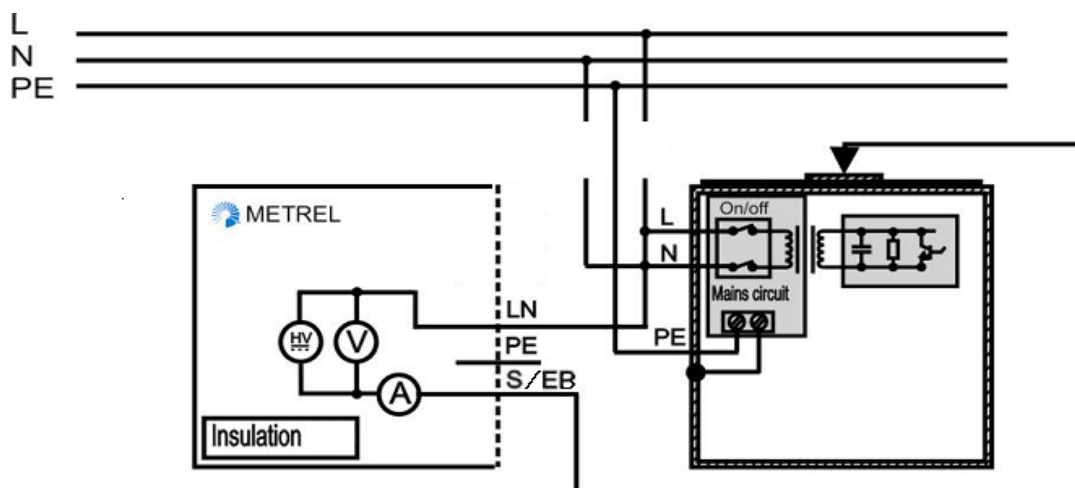 L
N
PE
METREL
L
On/off
N
Mains circuit
LN
PE
PE
HV
V
S/EB
A
Insulation